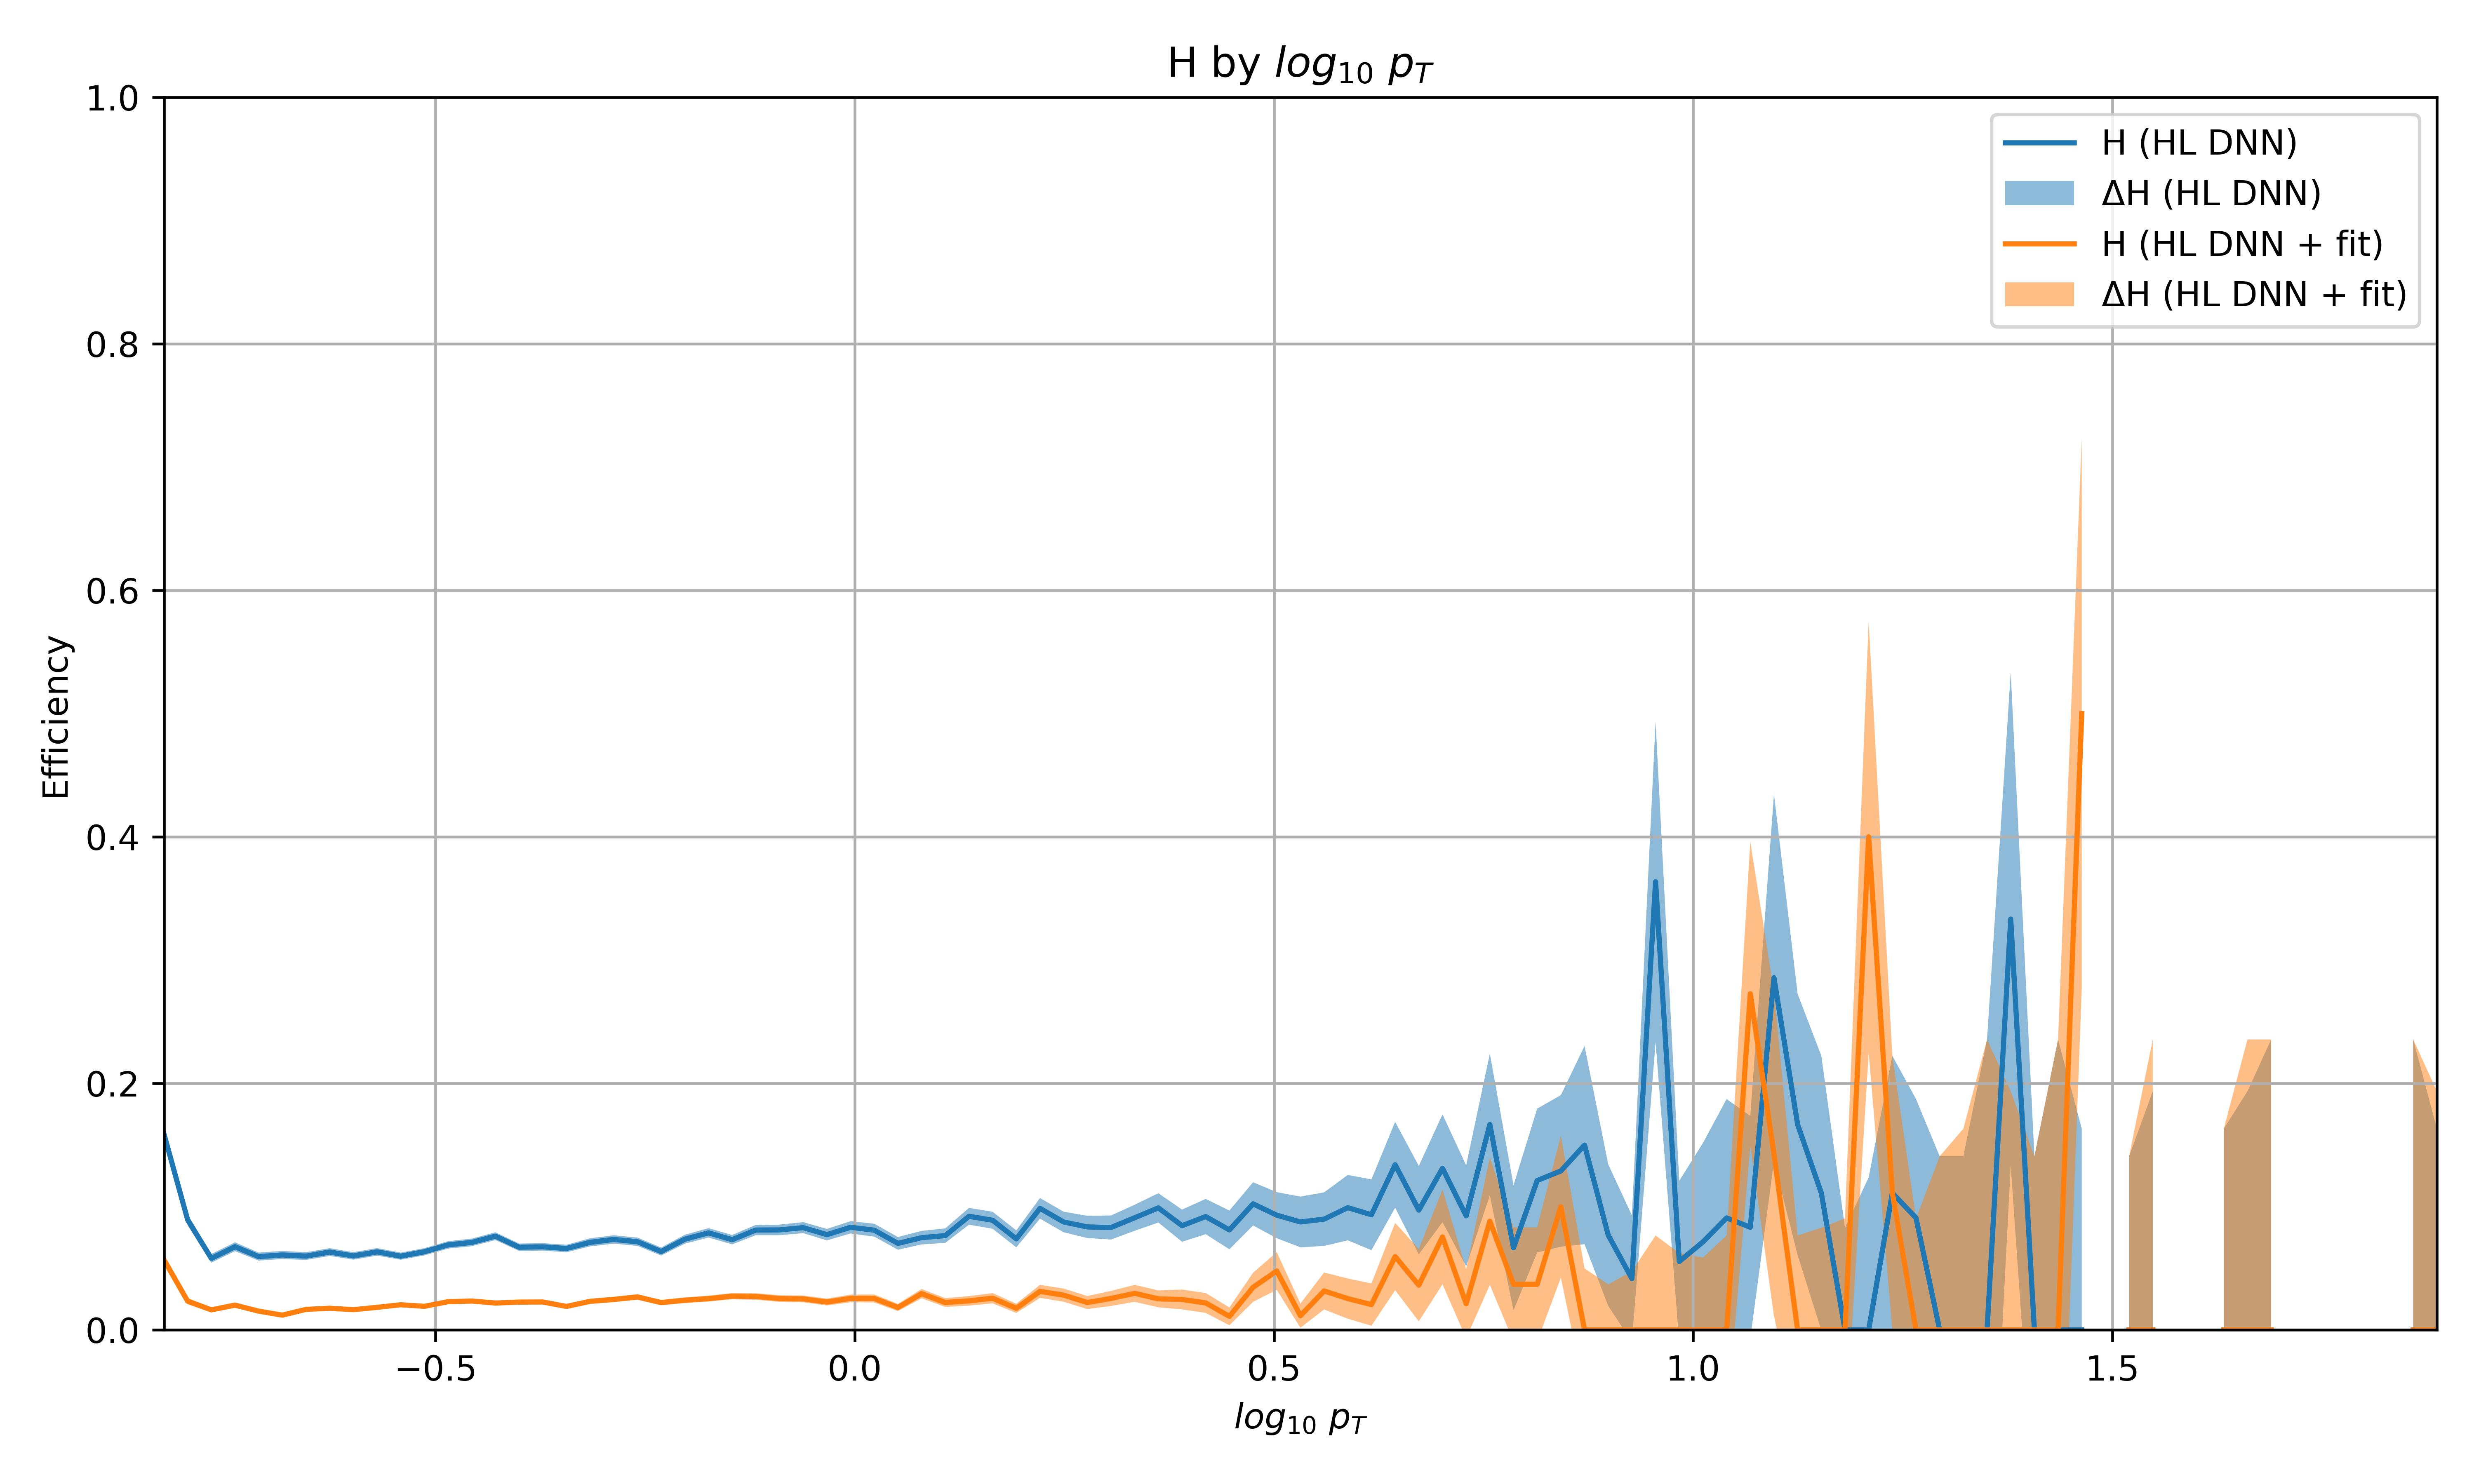 H by log₁₀ p_T
1.0
0.8
0.6
0.4
0.2
0.0
Efficiency
H (HL DNN)
ΔH (HL DNN)
H (HL DNN + fit)
ΔH (HL DNN + fit)
−0.5
0.0
0.5
1.0
1.5
log₁₀ p_T